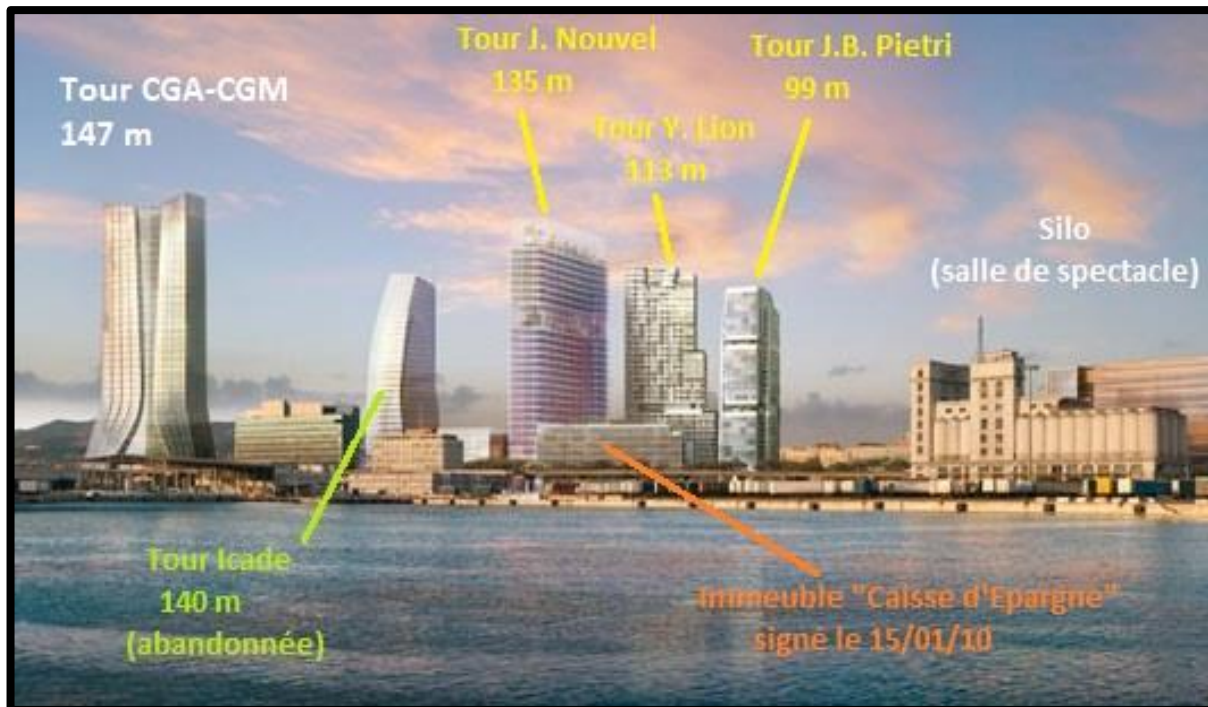 Tour J. Nouvel
135 m
Tour J.B. Pietri
99 m
Tour CGA-CGM
147 m
Tour Y. Lion
113 m
Silo
(salle de spectacle)
Tour Icade
140 m
(abandonnée)
Immeuble "Caisse d'Epargne"
signé le 15/01/10